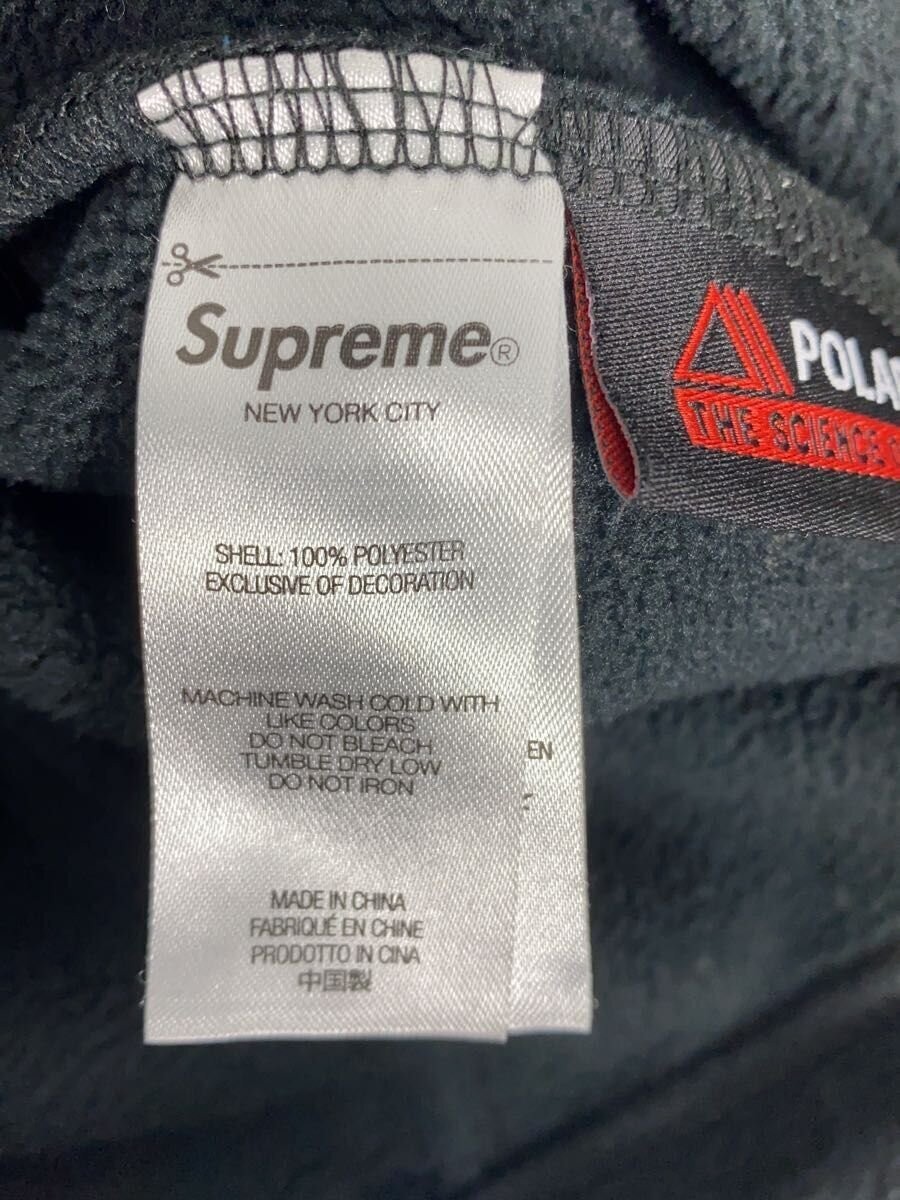 Supreme®
NEW YORK CITY
SHELL: 100% POLYESTER
EXCLUSIVE OF DECORATION
MACHINE WASH COLD WITH
LIKE COLORS
DO NOT BLEACH
TUMBLE DRY LOW
DO NOT IRON
MADE IN CHINA
FABRIQUÉ EN CHINE
PRODOTTO IN CINA
中国製
EN
THE SCIENCE